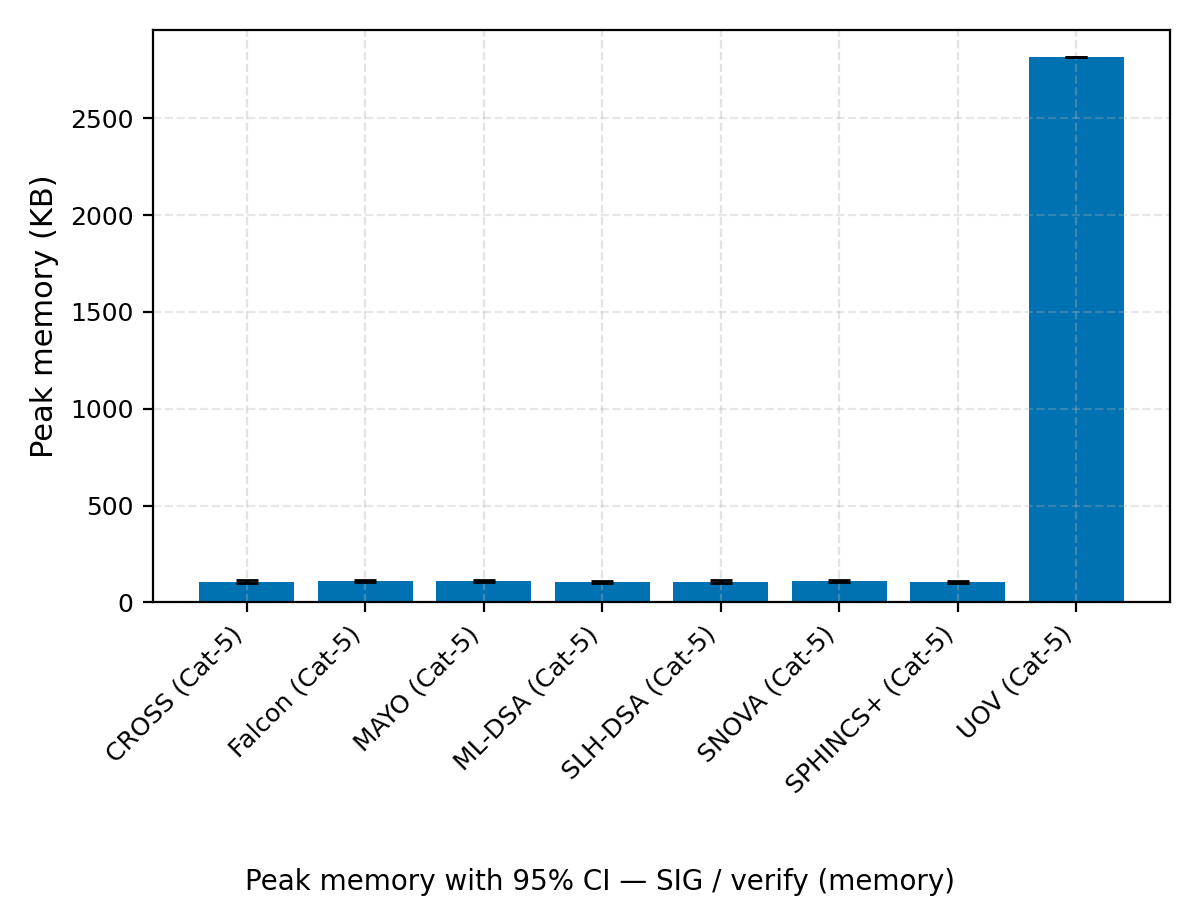 Peak memory (KB)
2500
2000
1500
1000
500
0
CROSS (Cat-5)
Falcon (Cat-5)
MAYO (Cat-5)
ML-DSA (Cat-5)
SLH-DSA (Cat-5)
SNOVA (Cat-5)
SPHINCS+ (Cat-5)
UOV (Cat-5)
Peak memory with 95% CI — SIG / verify (memory)